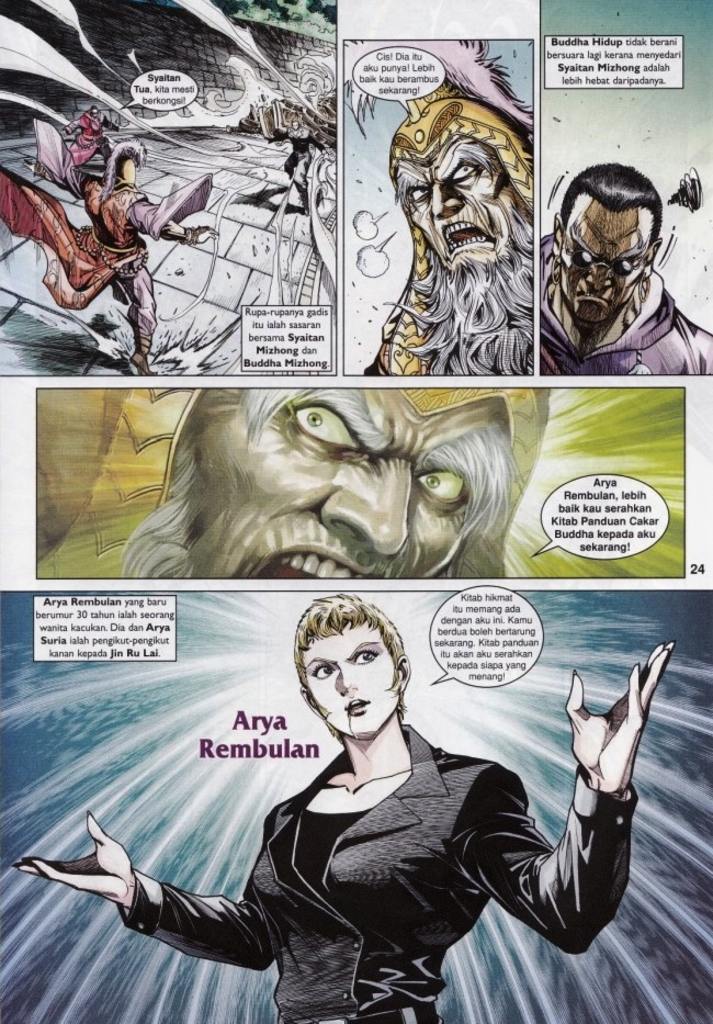 Syaitan
Tua, kita mesti
berkongsi!
Rupa-rupanya gadis
itu ialah sasaran
bersama Syaitan
Mizhong dan
Buddha Mizhong.
Cis! Dia itu
aku punya! Lebih
baik kau berambus
sekarang!
Buddha Hidup tidak berani
bersuara lagi kerana menyedari
Syaitan Mizhong adalah
lebih hebat daripadanya.
Arya
Rembulan, lebih
baik kau serahkan
Kitab Panduan Cakar
Buddha kepada aku
sekarang!
24
Arya Rembulan yang baru
berumur 30 tahun ialah seorang
wanita kacukan. Dia dan Arya
Suria ialah pengikut-pengikut
kanan kepada Jin Ru Lai.
Kitab hikmat
itu memang ada
dengan aku ini. Kamu
berdua boleh bertarung
sekarang. Kitab panduan
itu akan aku serahkan
kepada siapa yang
menang!
Arya
Rembulan